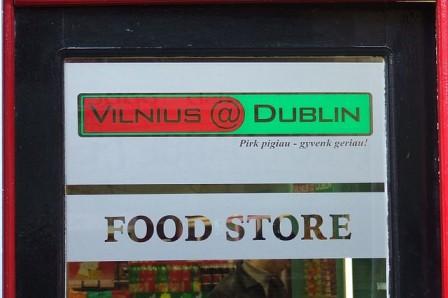 VILNIUS @ DUBLIN
Pirk pigiau - gyvenk geriau!
FOOD STORE